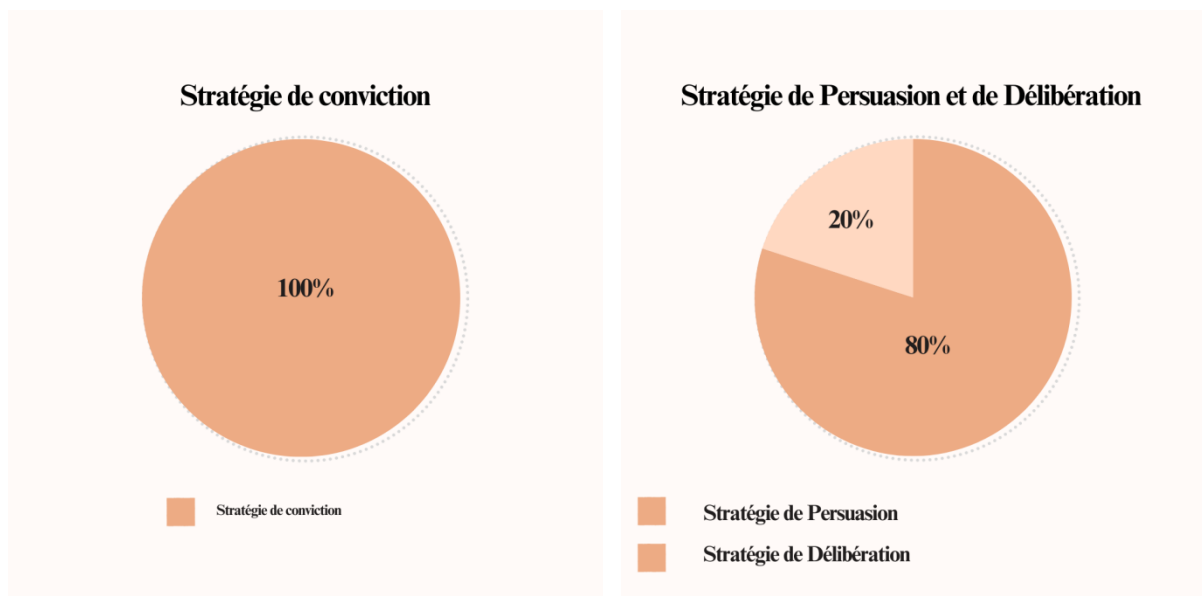 Stratégie de conviction
100%
Stratégie de conviction
Stratégie de Persuasion et de Délibération
20%
80%
Stratégie de Persuasion
Stratégie de Délibération